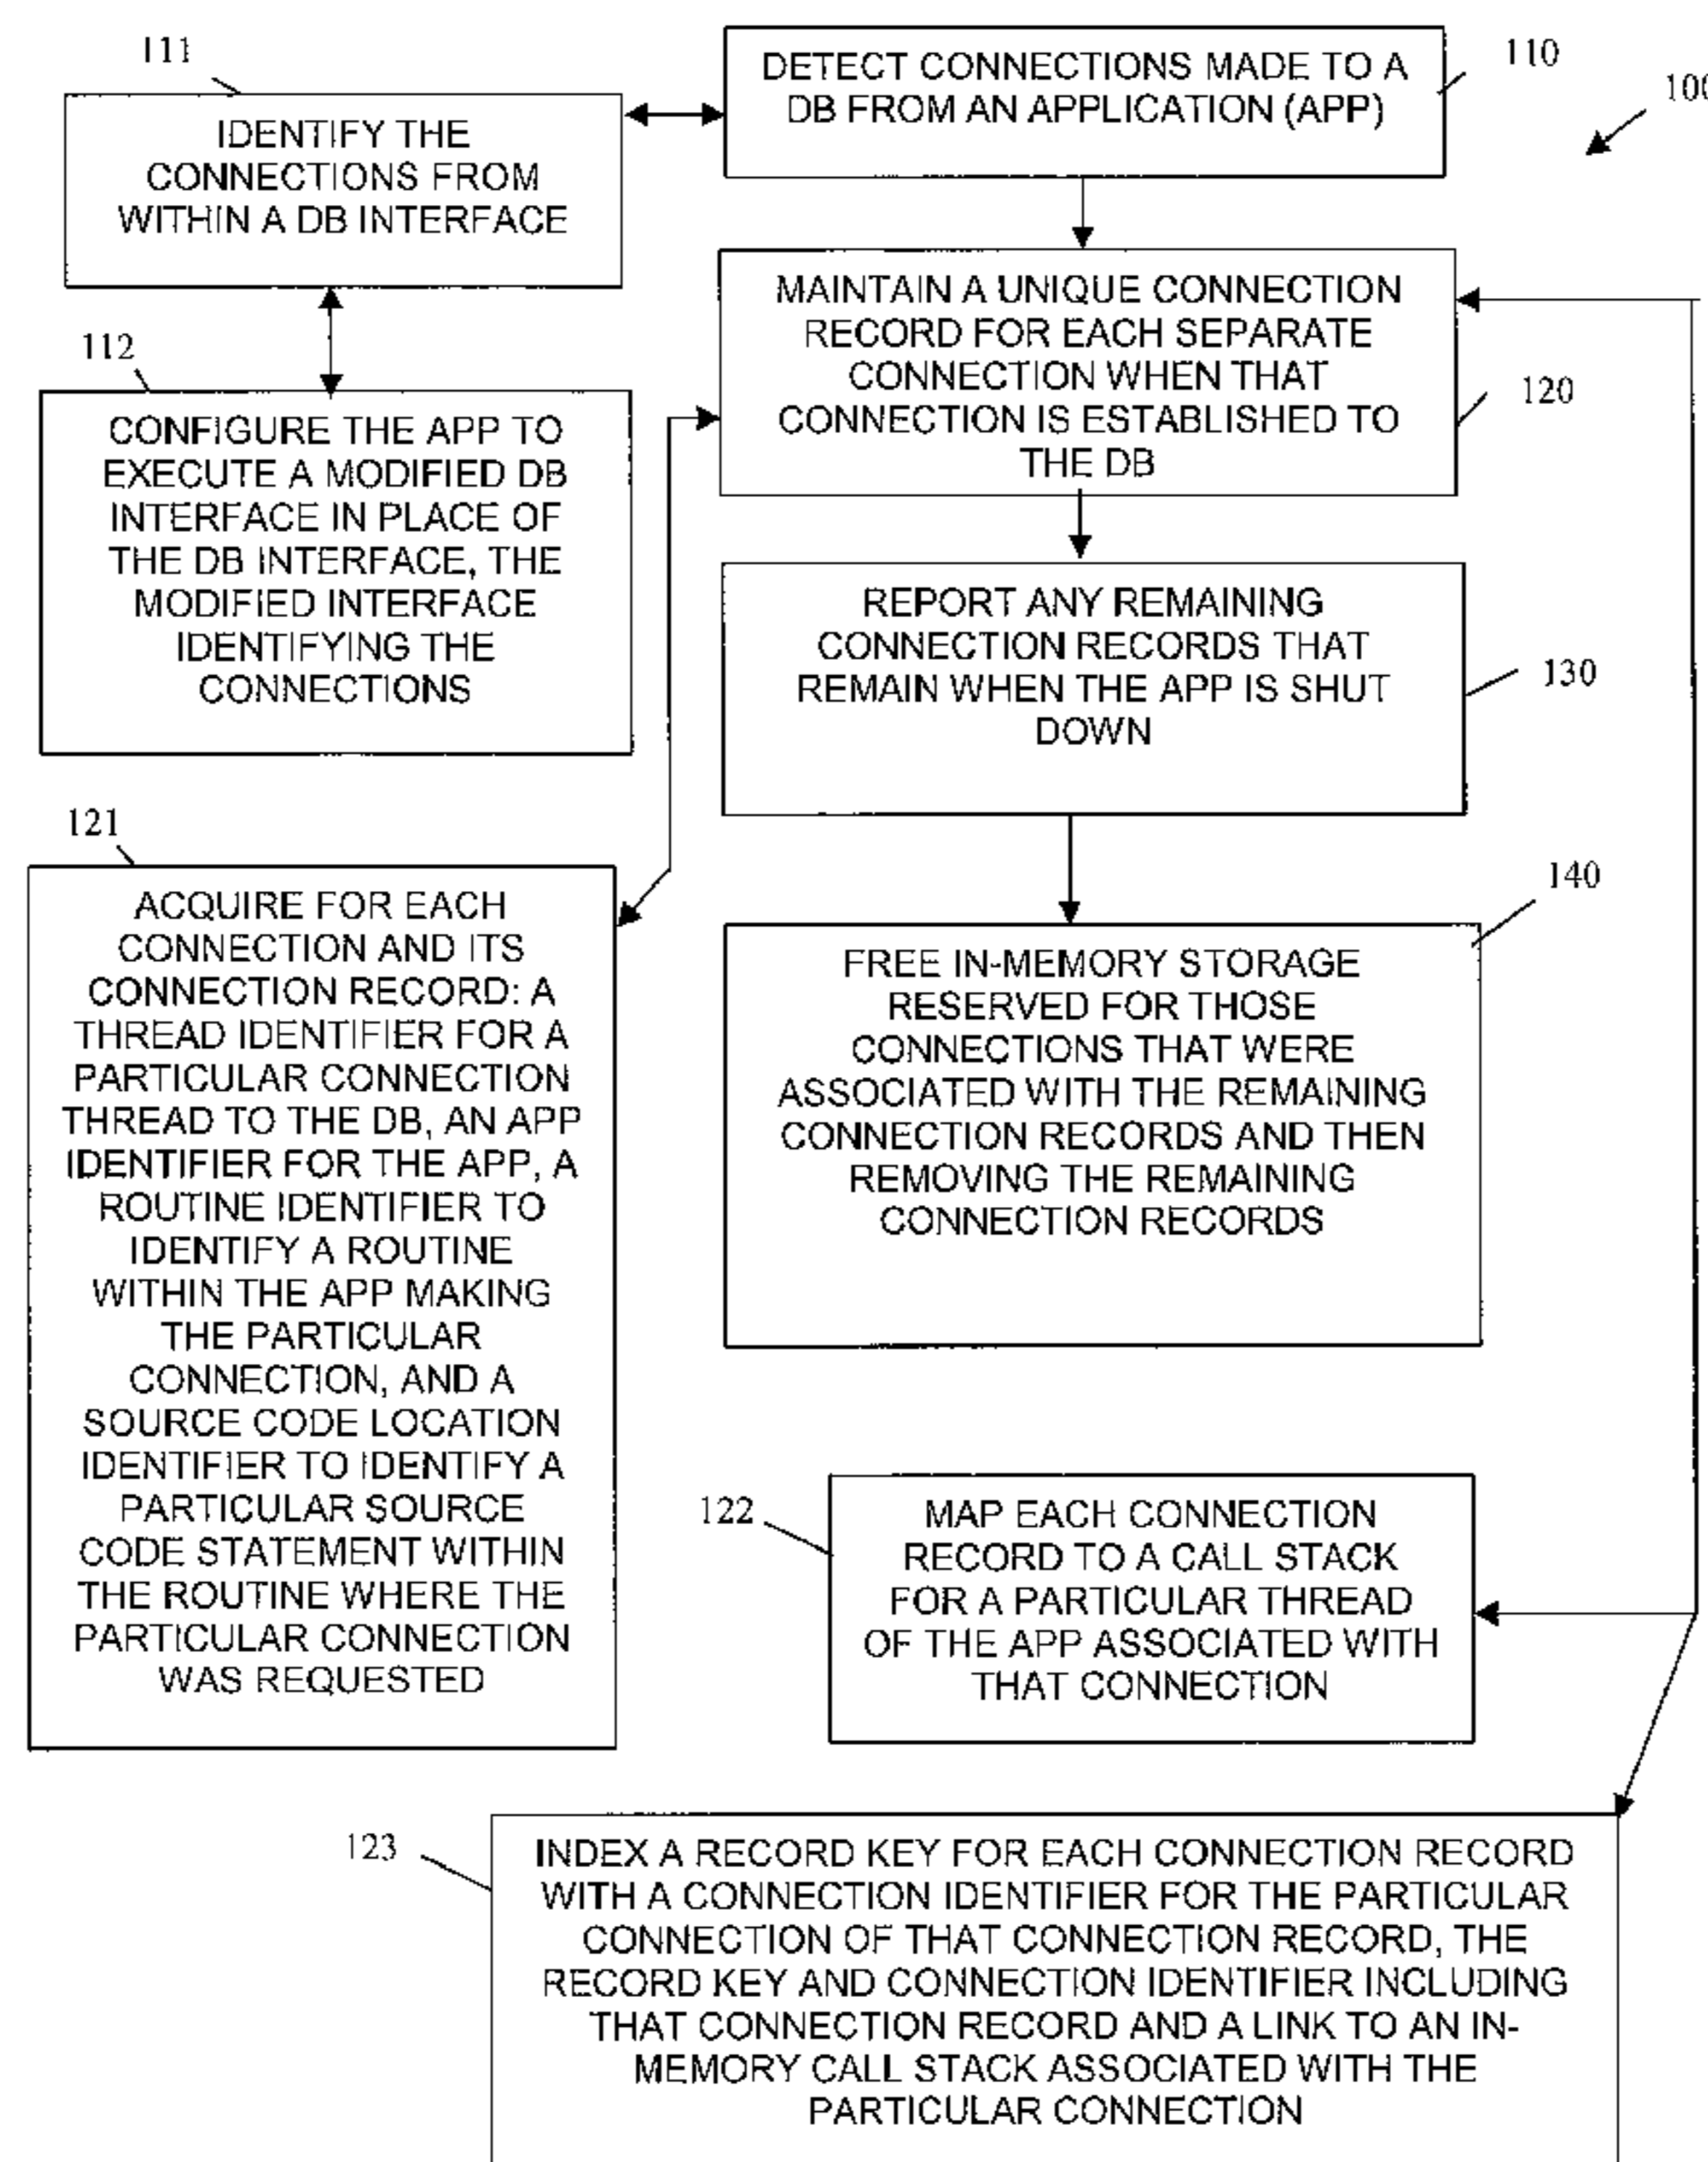 111
DETECT CONNECTIONS MADE TO A
DB FROM AN APPLICATION (APP)
110
IDENTIFY THE
CONNECTIONS FROM
WITHIN A DB INTERFACE
112
MAINTAIN A UNIQUE CONNECTION
RECORD FOR EACH SEPARATE
CONNECTION WHEN THAT
CONNECTION IS ESTABLISHED TO
THE DB
120
CONFIGURE THE APP TO
EXECUTE A MODIFIED DB
INTERFACE IN PLACE OF
THE DB INTERFACE, THE
MODIFIED INTERFACE
IDENTIFYING THE
CONNECTIONS
REPORT ANY REMAINING
CONNECTION RECORDS THAT
REMAIN WHEN THE APP IS SHUT
DOWN
130
121
ACQUIRE FOR EACH
CONNECTION AND ITS
CONNECTION RECORD: A
THREAD IDENTIFIER FOR A
PARTICULAR CONNECTION
THREAD TO THE DB, AN APP
IDENTIFIER FOR THE APP, A
ROUTINE IDENTIFIER TO
IDENTIFY A ROUTINE
WITHIN THE APP MAKING
THE PARTICULAR
CONNECTION, AND A
SOURCE CODE LOCATION
IDENTIFIER TO IDENTIFY A
PARTICULAR SOURCE
CODE STATEMENT WITHIN
THE ROUTINE WHERE THE
PARTICULAR CONNECTION
WAS REQUESTED
140
FREE IN-MEMORY STORAGE
RESERVED FOR THOSE
CONNECTIONS THAT WERE
ASSOCIATED WITH THE REMAINING
CONNECTION RECORDS AND THEN
REMOVING THE REMAINING
CONNECTION RECORDS
122
MAP EACH CONNECTION
RECORD TO A CALL STACK
FOR A PARTICULAR THREAD
OF THE APP ASSOCIATED WITH
THAT CONNECTION
123
INDEX A RECORD KEY FOR EACH CONNECTION RECORD
WITH A CONNECTION IDENTIFIER FOR THE PARTICULAR
CONNECTION OF THAT CONNECTION RECORD, THE
RECORD KEY AND CONNECTION IDENTIFIER INCLUDING
THAT CONNECTION RECORD AND A LINK TO AN IN-
MEMORY CALL STACK ASSOCIATED WITH THE
PARTICULAR CONNECTION